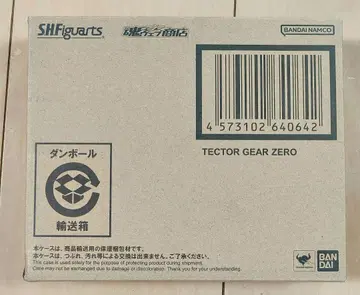 S.H.Figuarts
魂ウェブ商店
BANDAI NAMCO
4 573102 640642
TECTOR GEAR ZERO
ダンボール
輸送箱
本ケースは、商品輸送用の保護梱包材です。
本ケースは、つぶれ、汚れ等による交換は出来ません。ご了承ください。
This case is used solely for the purpose of protecting product during shipment.
Case may not be exchanged due to damage or discoloration. Thank you for understanding.
BAN
DAI